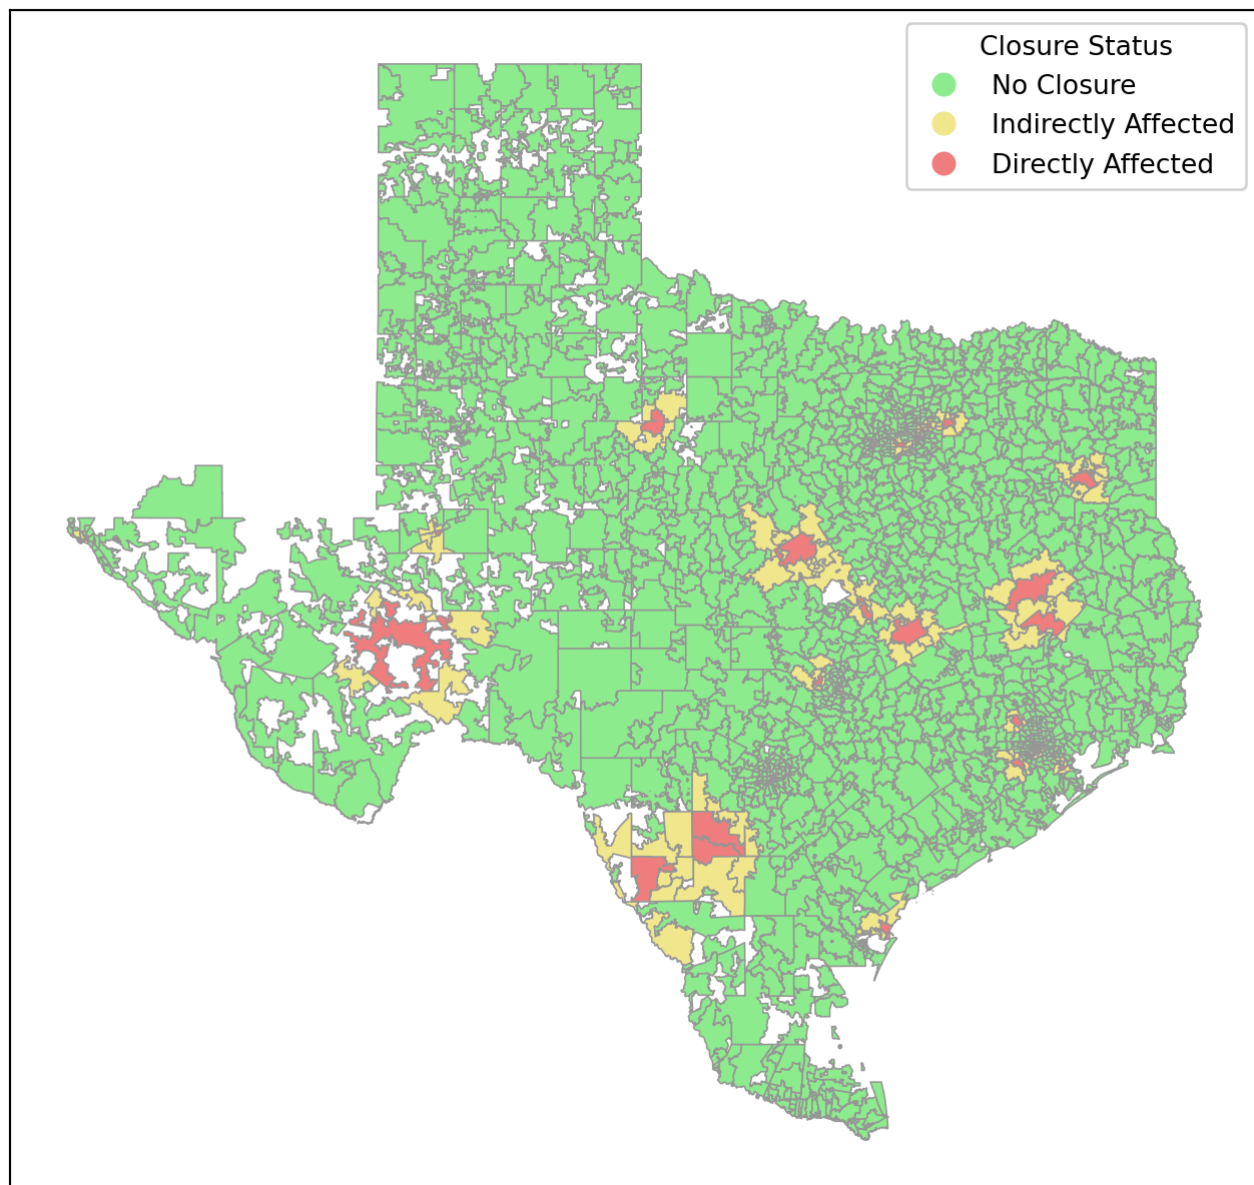 Closure Status
No Closure
Indirectly Affected
Directly Affected